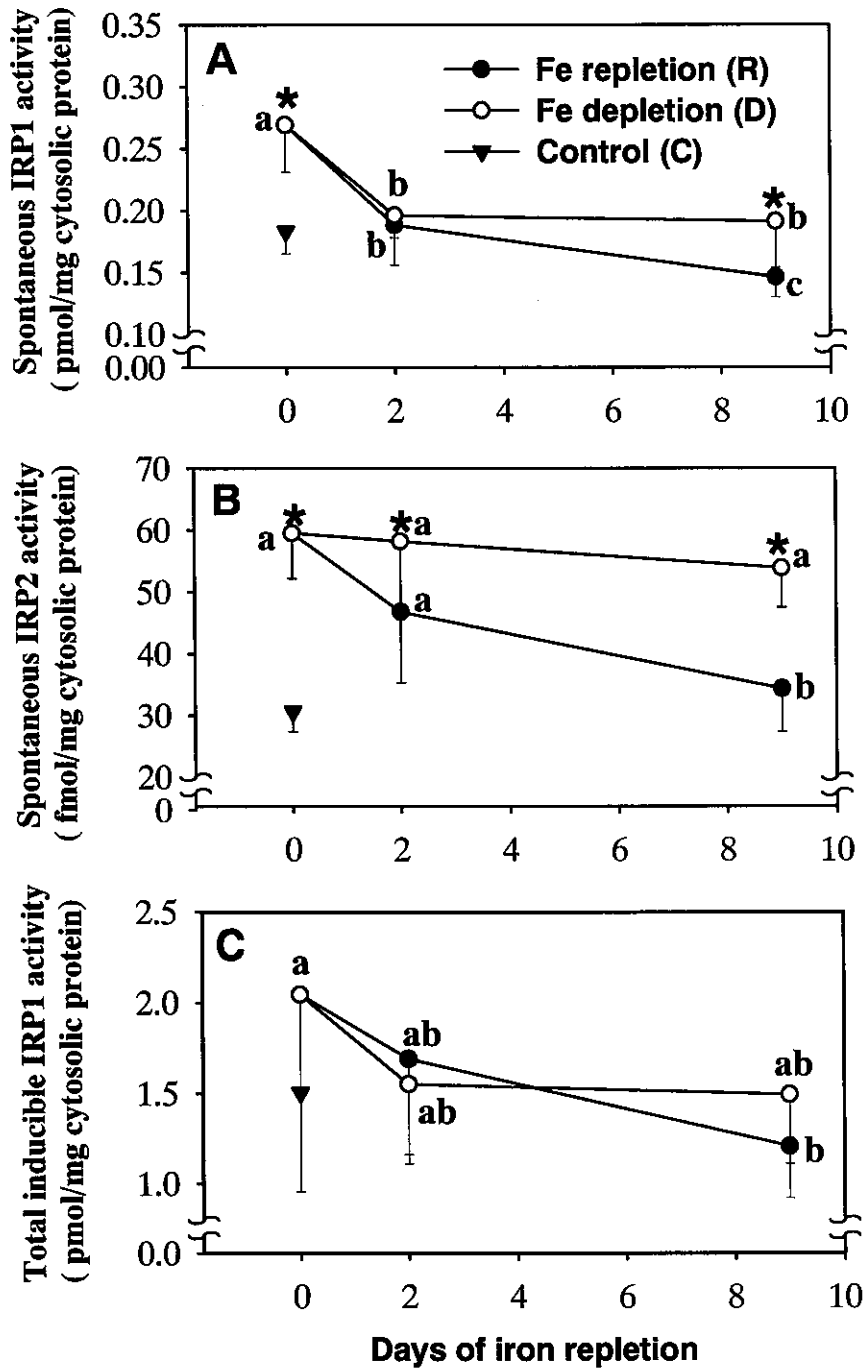 Spontaneous IRP1 activity
( pmol/mg cytosolic protein)
0.35
0.30
0.25
0.20
0.15
0.10
0.00
A
Fe repletion (R)
Fe depletion (D)
Control (C)
a
*
b
b
*
b
c
0
2
4
6
8
10
Spontaneous IRP2 activity
( fmol/mg cytosolic protein)
70
60
50
40
30
20
0
B
a
*
*
a
a
*
a
b
0
2
4
6
8
10
Total inducible IRP1 activity
( pmol/mg cytosolic protein)
2.5
2.0
1.5
1.0
0.0
C
a
ab
ab
ab
b
0
2
4
6
8
10
Days of iron repletion